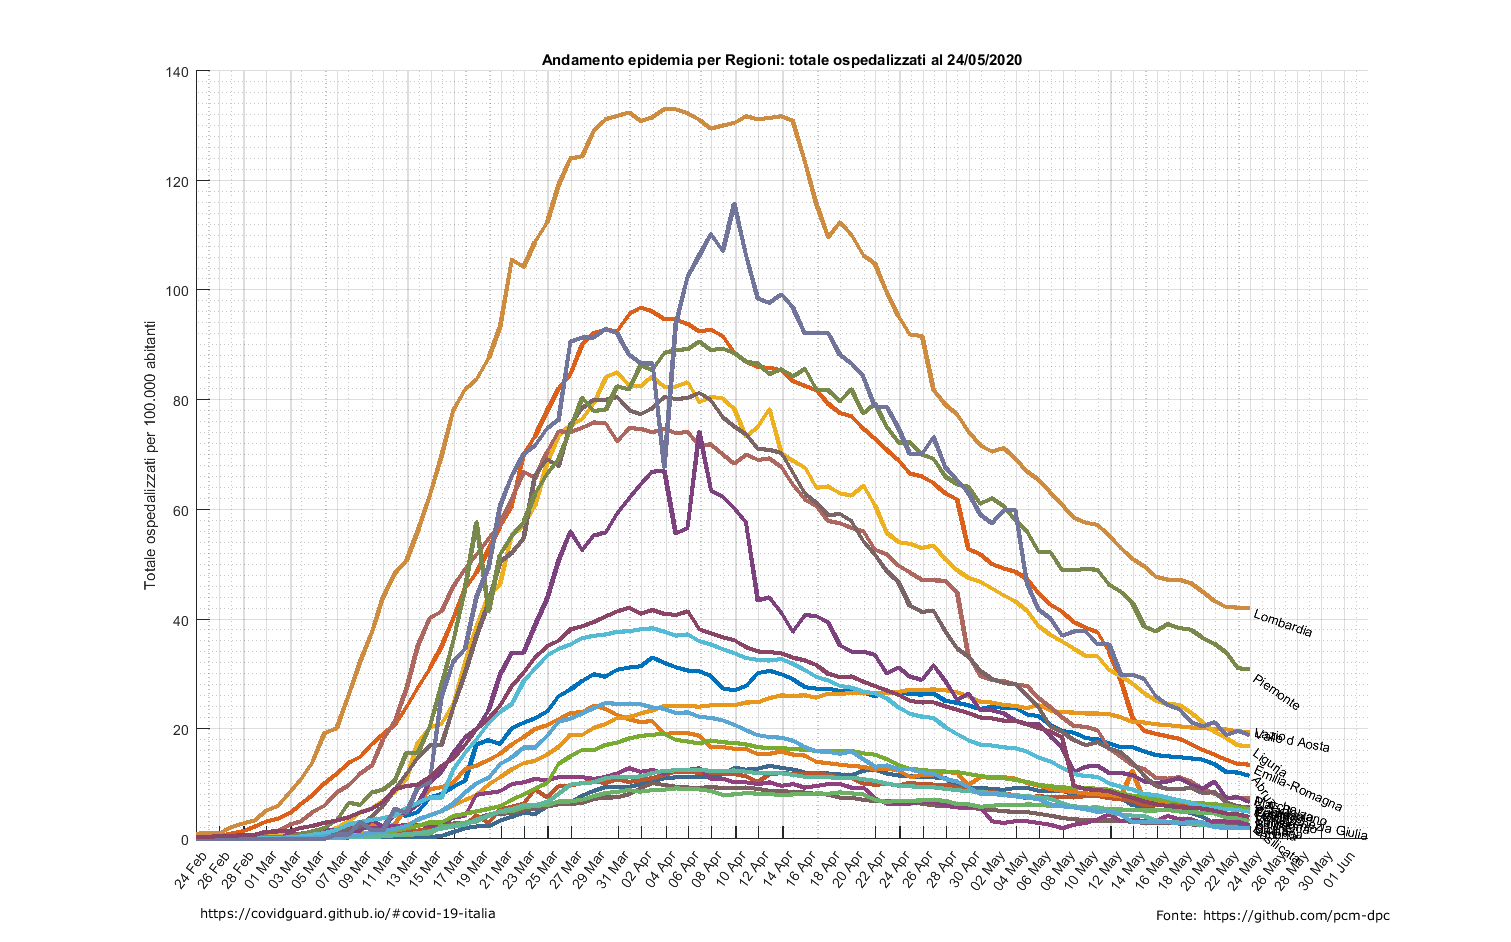 Andamento epidemia per Regioni: totale ospedalizzati al 24/05/2020
Totale ospedalizzati per 100.000 abitanti
140
120
100
80
60
40
20
0
Lombardia
Piemonte
Valle d Aosta
Liguria
Emilia-Romagna
24 Feb
26 Feb
28 Feb
01 Mar
03 Mar
05 Mar
07 Mar
09 Mar
11 Mar
13 Mar
15 Mar
17 Mar
19 Mar
21 Mar
23 Mar
25 Mar
27 Mar
29 Mar
31 Mar
02 Apr
04 Apr
06 Apr
08 Apr
10 Apr
12 Apr
14 Apr
16 Apr
18 Apr
20 Apr
22 Apr
24 Apr
26 Apr
28 Apr
30 Apr
02 May
04 May
06 May
08 May
10 May
12 May
14 May
16 May
18 May
20 May
22 May
24 May
26 May
28 May
30 May
01 Jun
https://covidguard.github.io/#covid-19-italia
Fonte: https://github.com/pcm-dpc